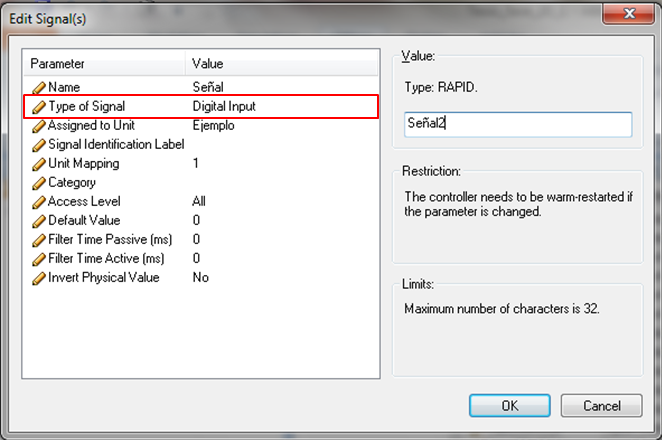 Edit Signal(s)
Parameter Value
Name Señal
Type of Signal Digital Input
Assigned to Unit Ejemplo
Signal Identification Label
Unit Mapping 1
Category
Access Level All
Default Value 0
Filter Time Passive (ms) 0
Filter Time Active (ms) 0
Invert Physical Value No
Value:
Type: RAPID.
Señal2
Restriction:
The controller needs to be warm-restarted if
the parameter is changed.
Limits:
Maximum number of characters is 32.
OK Cancel